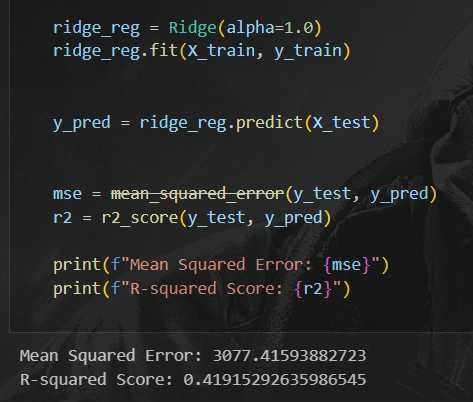 ridge_reg = Ridge(alpha=1.0)
ridge_reg.fit(X_train, y_train)
y_pred = ridge_reg.predict(X_test)
mse = mean_squared_error(y_test, y_pred)
r2 = r2_score(y_test, y_pred)
print(f"Mean Squared Error: {mse}")
print(f"R-squared Score: {r2}")
Mean Squared Error: 3077.41593882723
R-squared Score: 0.41915292635986545